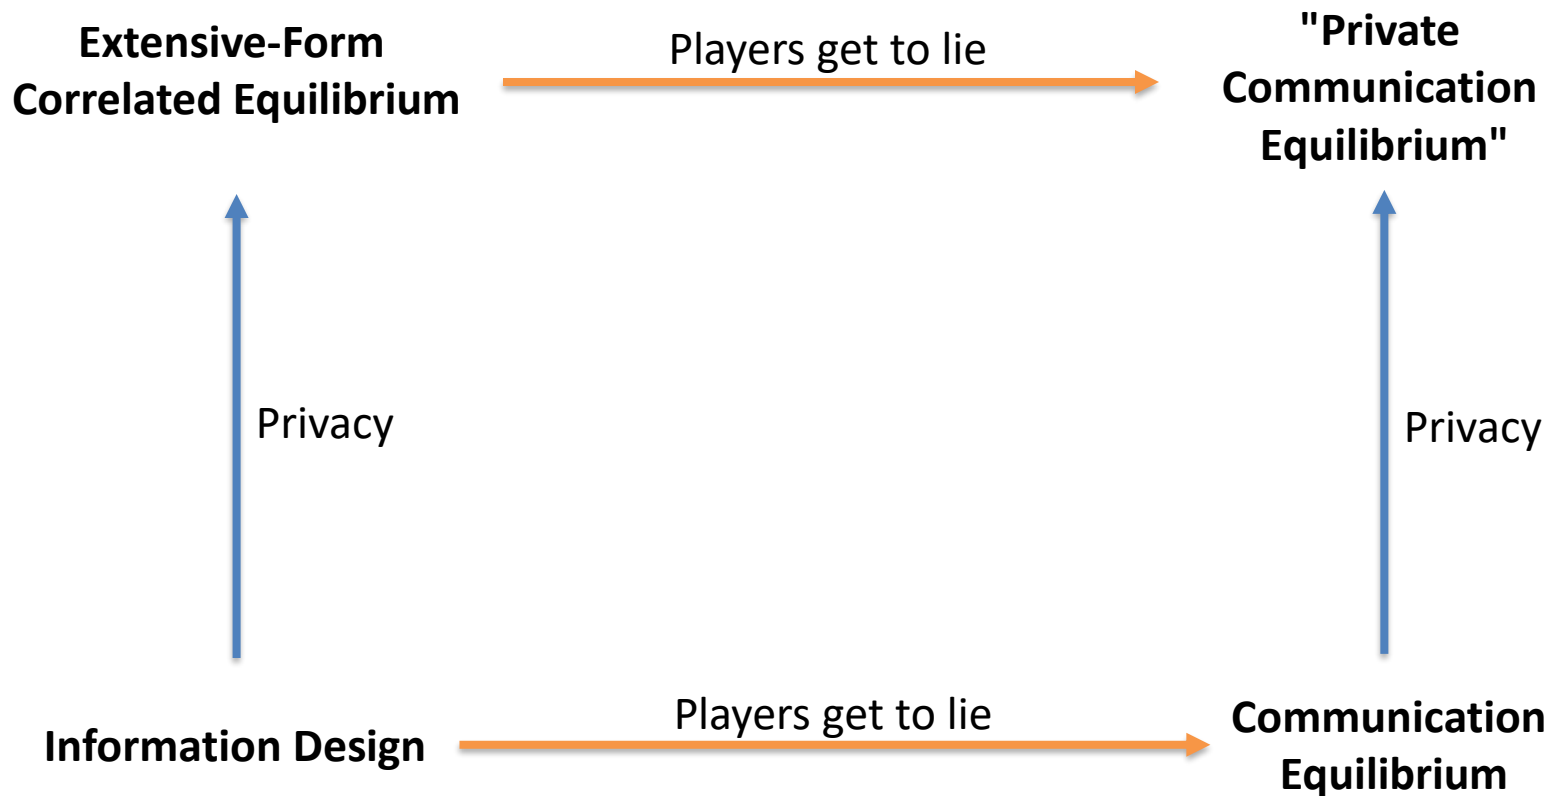 Extensive-Form
Correlated Equilibrium
Players get to lie
"Private
Communication
Equilibrium"
Privacy
Privacy
Information Design
Players get to lie
Communication
Equilibrium